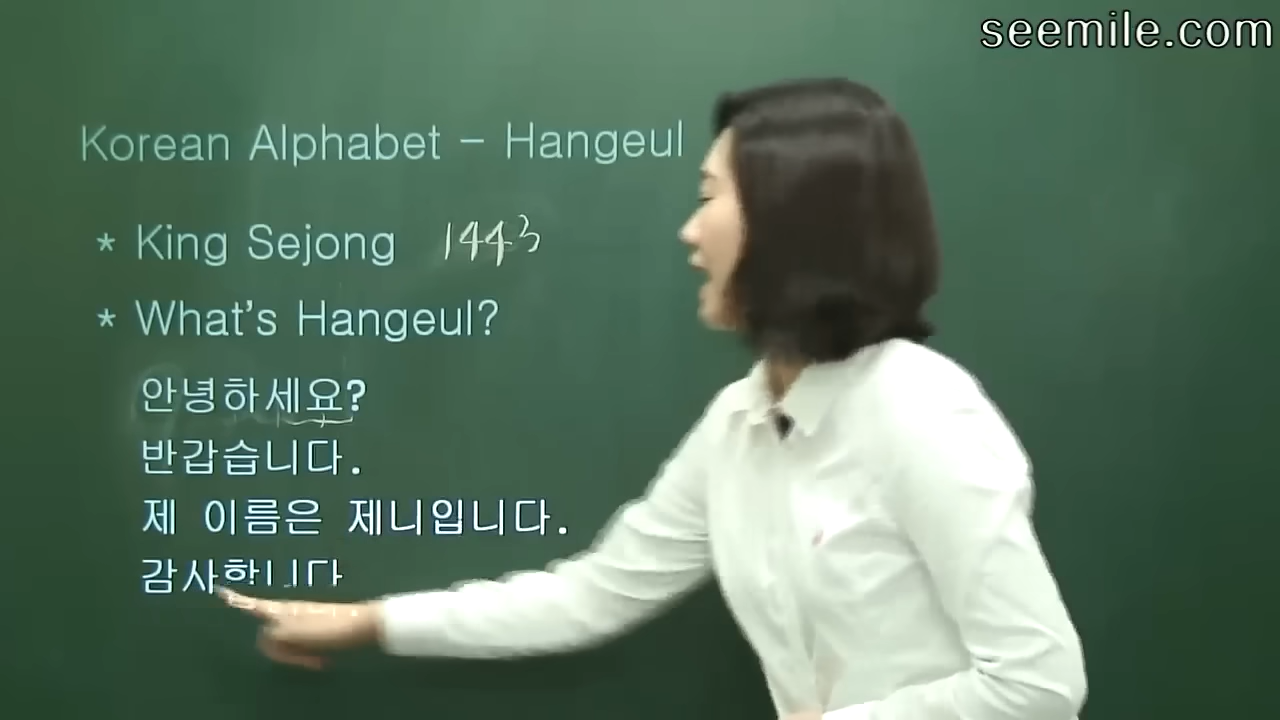 seemile.com
Korean Alphabet - Hangeul
* King Sejong 1443
* What's Hangeul?
안녕하세요?
반갑습니다.
제 이름은 제니입니다.
감사합니다.